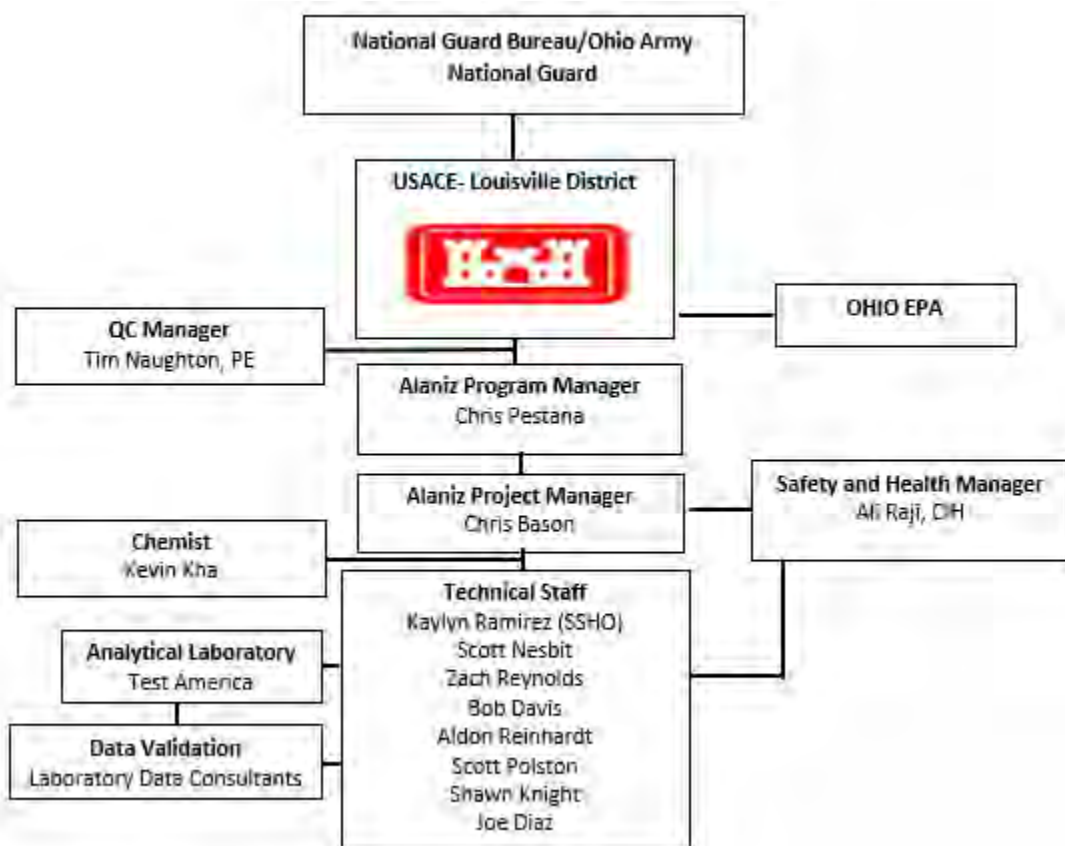 National Guard Bureau/Ohio Army
National Guard
USACE- Louisville District
OHIO EPA
QC Manager
Tim Naughton, PE
Alaniz Program Manager
Chris Pestana
Alaniz Project Manager
Chris Bason
Safety and Health Manager
Ali Raji, CIH
Chemist
Kevin Kha
Technical Staff
Kaylyn Ramirez (SSHO)
Scott Nesbit
Zach Reynolds
Bob Davis
Aldon Reinhardt
Scott Polston
Shawn Knight
Joe Diaz
Analytical Laboratory
Test America
Data Validation
Laboratory Data Consultants